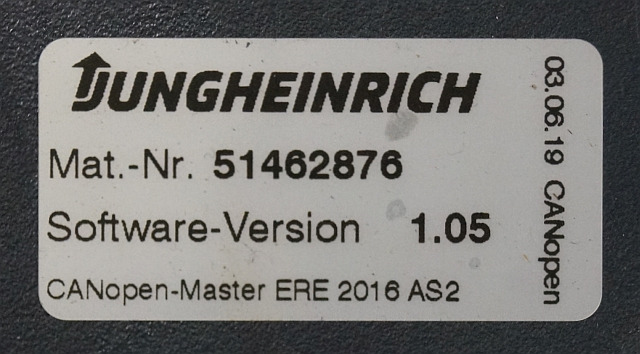 JUNGHEINRICH
Mat.-Nr. 51462876
Software-Version 1.05
CANopen-Master ERE 2016 AS2
03.06.19 CANopen